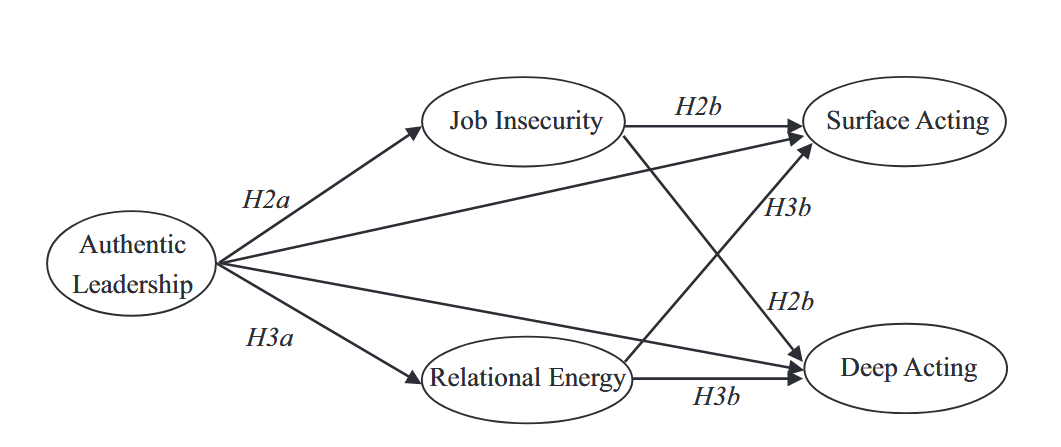 H2b
Job Insecurity
Surface Acting
H2a
H3b
Authentic
Leadership
H2b
H3a
Relational Energy
Deep Acting
H3b